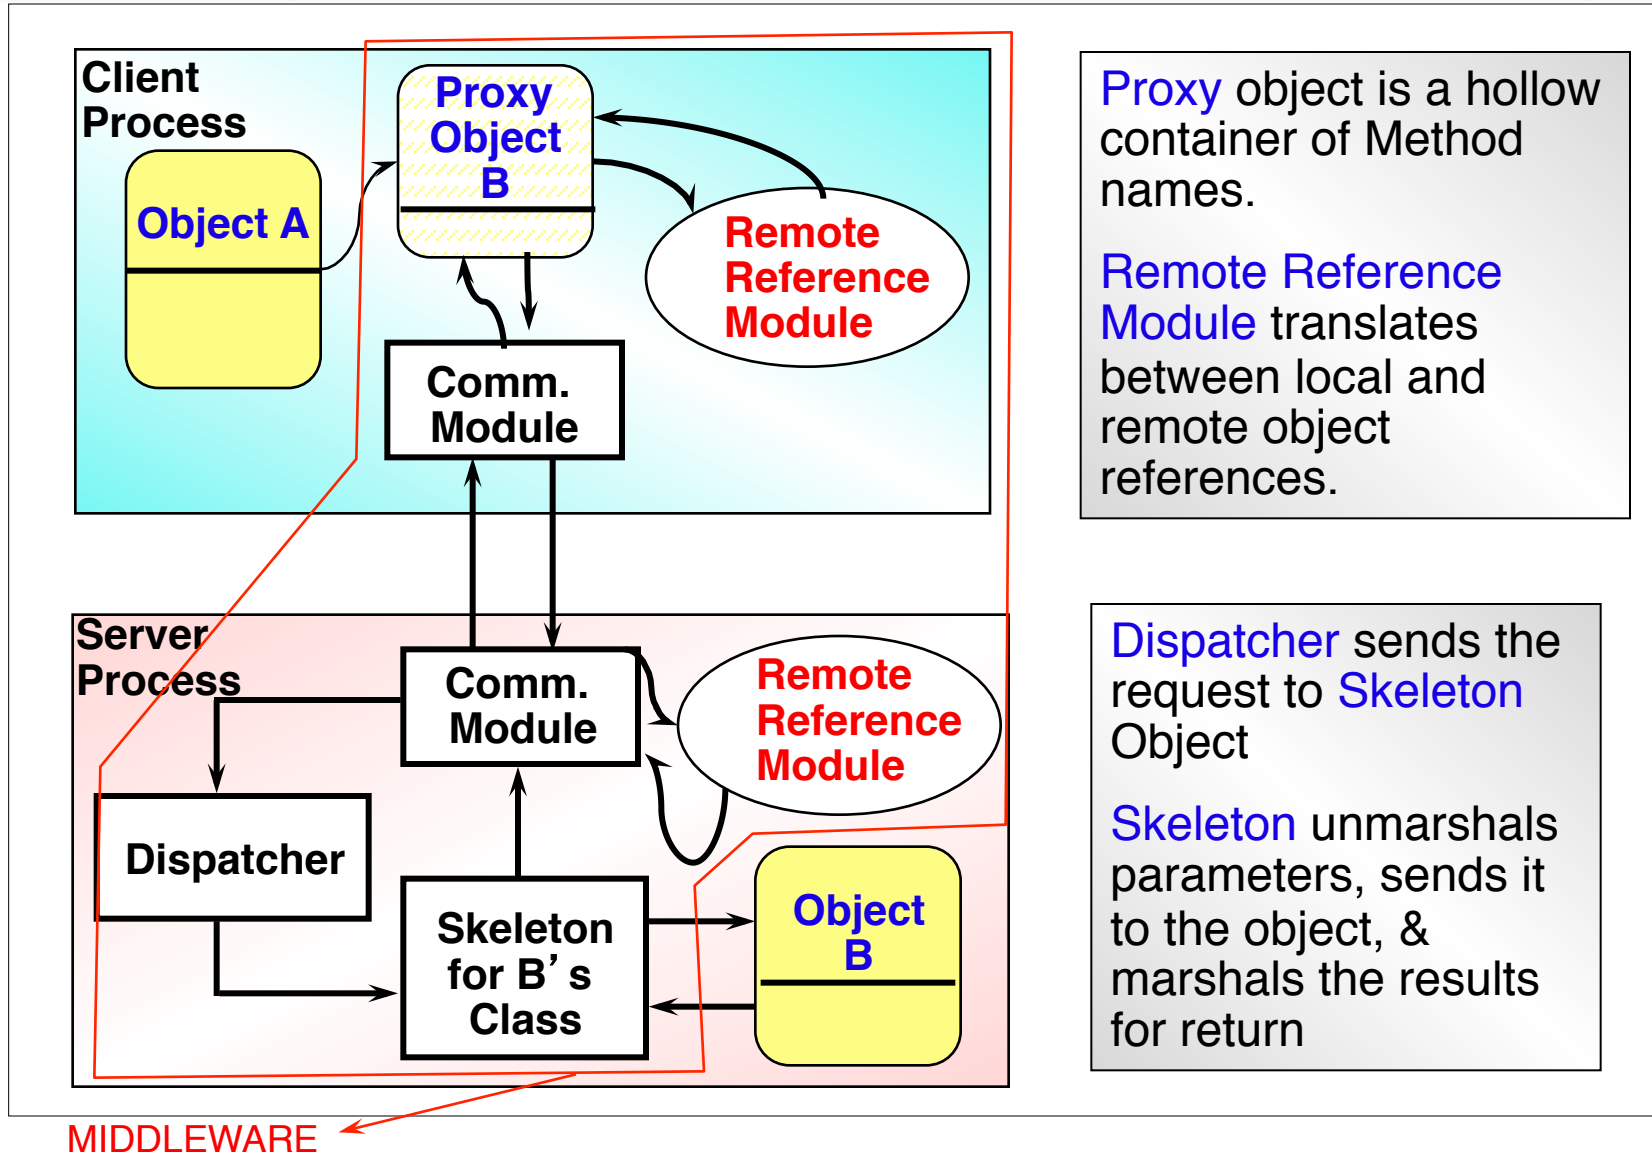 Client
Process
Object A
Proxy
Object
B
Remote
Reference
Module
Comm.
Module
Proxy object is a hollow
container of Method
names.
Remote Reference
Module translates
between local and
remote object
references.
Server
Process
Comm.
Module
Remote
Reference
Module
Dispatcher
Skeleton
for B’s
Class
Object
B
Dispatcher sends the
request to Skeleton
Object
Skeleton unmarshals
parameters, sends it
to the object, &
marshals the results
for return
MIDDLEWARE